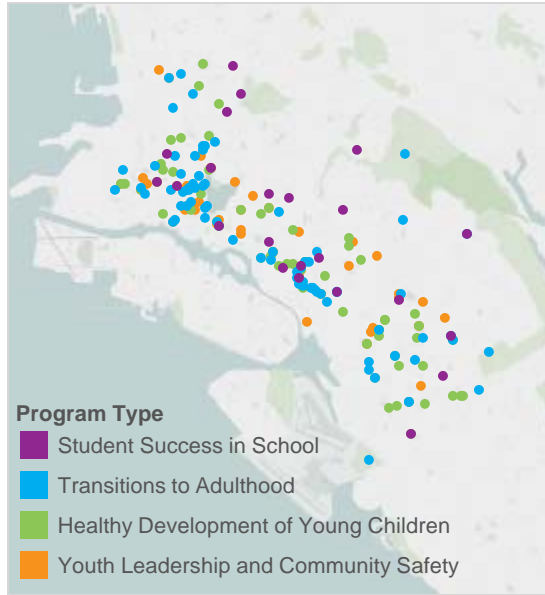 Program Type
Student Success in School
Transitions to Adulthood
Healthy Development of Young Children
Youth Leadership and Community Safety